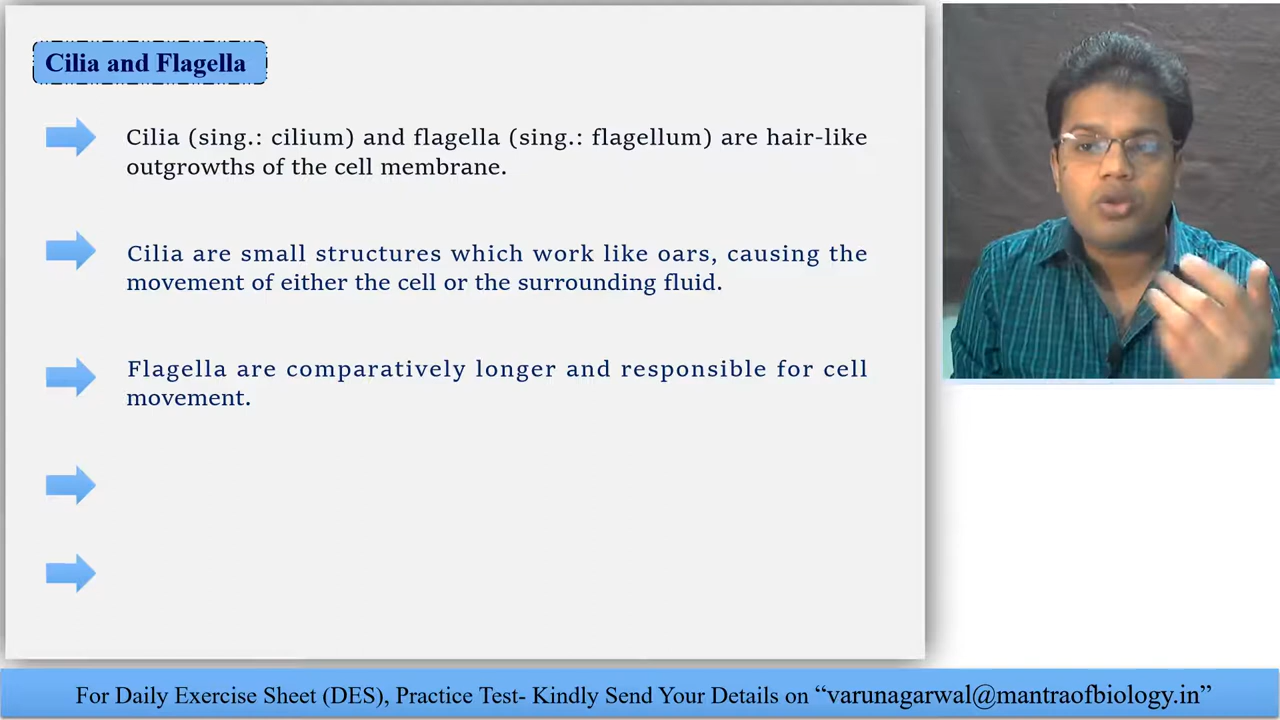 Cilia and Flagella
Cilia (sing.: cilium) and flagella (sing.: flagellum) are hair-like
outgrowths of the cell membrane.
Cilia are small structures which work like oars, causing the
movement of either the cell or the surrounding fluid.
Flagella are comparatively longer and responsible for cell
movement.
For Daily Exercise Sheet (DES), Practice Test- Kindly Send Your Details on “varunagarwal@mantraofbiology.in”